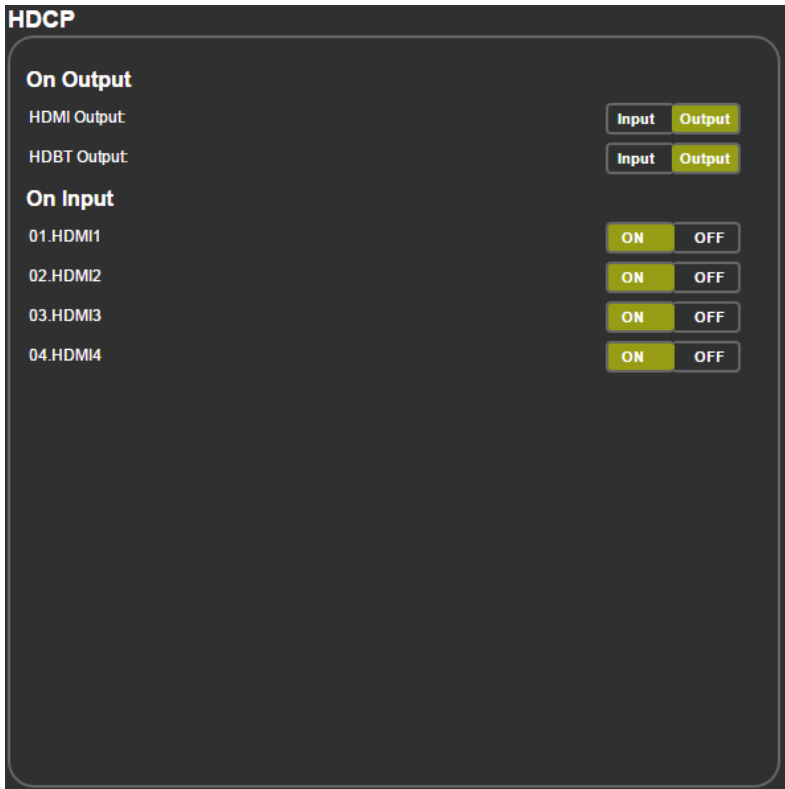 HDCP
On Output
HDMI Output: Input Output
HDBT Output: Input Output
On Input
01.HDMI1 ON OFF
02.HDMI2 ON OFF
03.HDMI3 ON OFF
04.HDMI4 ON OFF